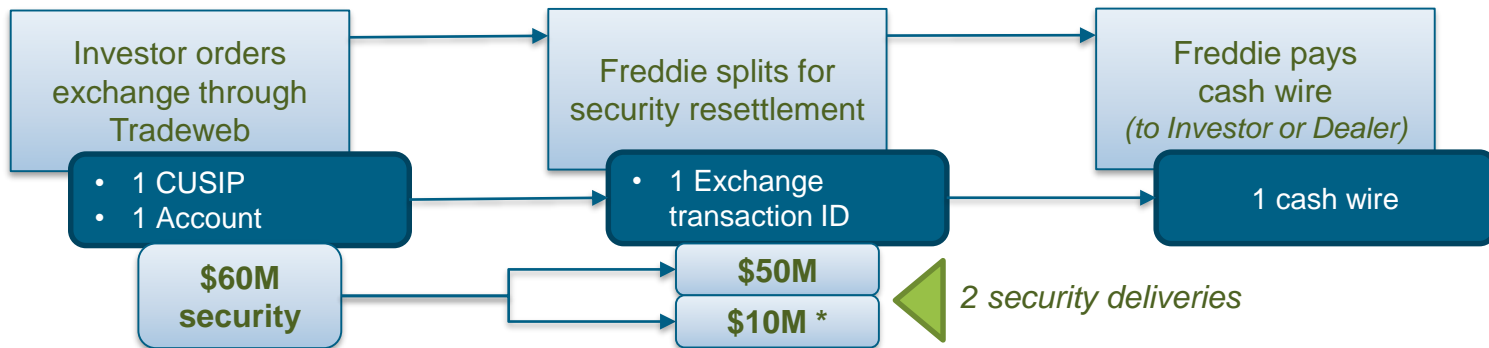 Investor orders
exchange through
Tradeweb
• 1 CUSIP
• 1 Account
$60M
security
Freddie splits for
security resettlement
• 1 Exchange
transaction ID
$50M
$10M *
2 security deliveries
Freddie pays
cash wire
(to Investor or Dealer)
1 cash wire